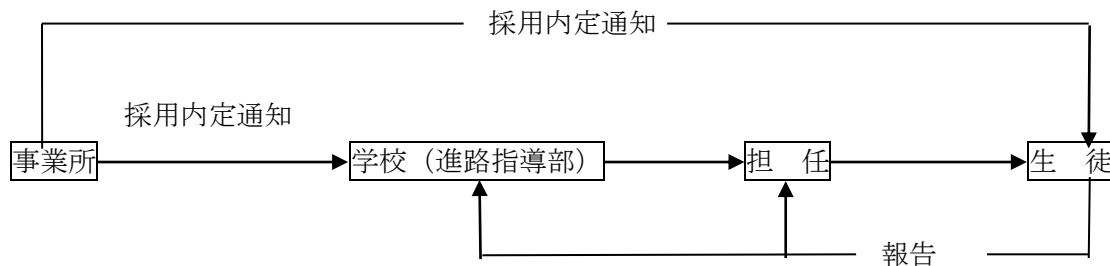 採用内定通知
採用内定通知
事業所
学校（進路指導部）
担　任
生　徒
報告